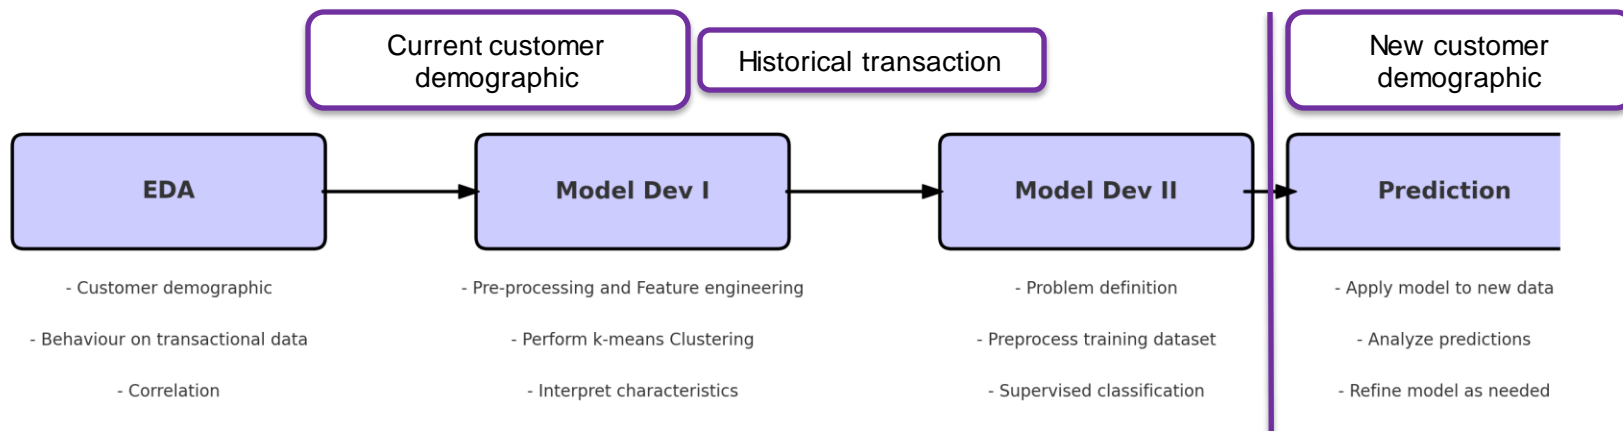 Current customer
demographic
Historical transaction
New customer
demographic
EDA
Model Dev I
Model Dev II
Prediction
- Customer demographic
- Behaviour on transactional data
- Correlation
- Pre-processing and Feature engineering
- Perform k-means Clustering
- Interpret characteristics
- Problem definition
- Preprocess training dataset
- Supervised classification
- Apply model to new data
- Analyze predictions
- Refine model as needed